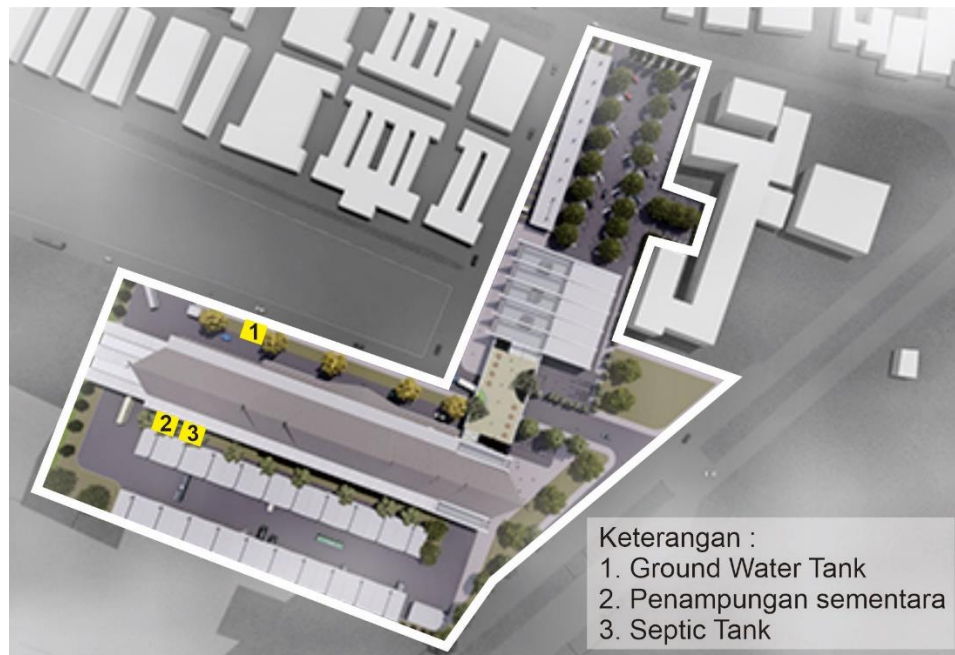 1
2
3
Keterangan :
1. Ground Water Tank
2. Penampungan sementara
3. Septic Tank